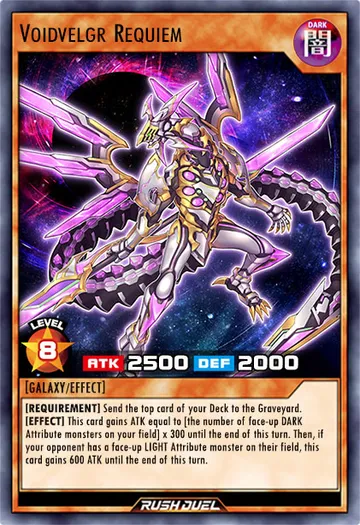 Voidvelgr Requiem
DARK
闇
LEVEL
8
ATK 2500 DEF 2000
[GALAXY/EFFECT]
[REQUIREMENT] Send the top card of your Deck to the Graveyard.
[EFFECT] This card gains ATK equal to [the number of face-up DARK
Attribute monsters on your field] x 300 until the end of this turn. Then, if
your opponent has a face-up LIGHT Attribute monster on their field, this
card gains 600 ATK until the end of this turn.
RUSH DUEL